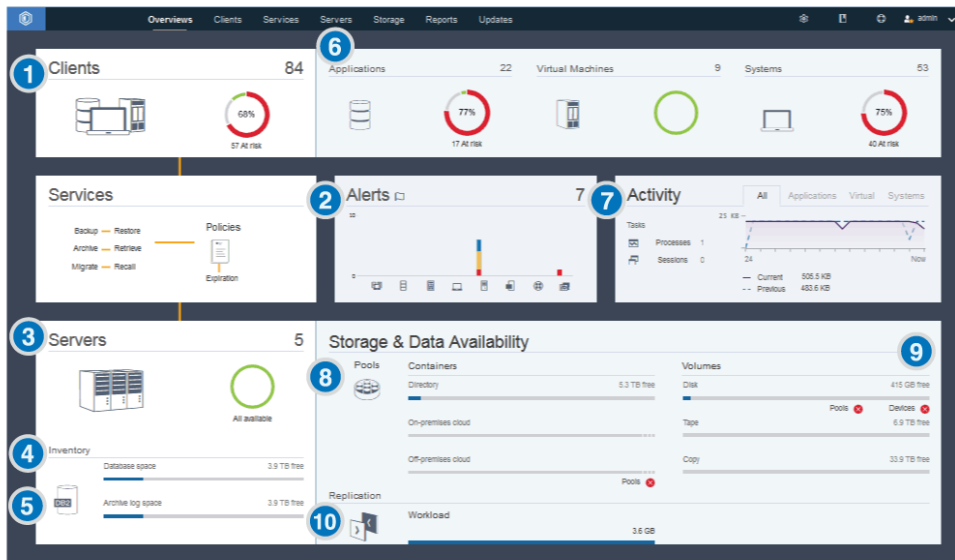 Overviews Clients Services Servers Storage Reports Updates admin
1 Clients 84
68%
57 At risk
6
Applications 22
77%
17 At risk
Virtual Machines 9
Systems 53
75%
40 At risk
Services
Backup Restore
Archive Retrieve
Migrate Recall
Policies
Expiration
2 Alerts 7
10
0
7 Activity
All Applications Virtual Systems
Tasks
Processes 1
Sessions 0
25 KB
24 Now
Current 505.5 KB
Previous 483.6 KB
3 Servers 5
All available
4 Inventory
Database space 3.9 TB free
5 DB2
Archive log space 3.9 TB free
Storage & Data Availability
9
8 Pools
Containers
Directory 5.3 TB free
On-premises cloud
Off-premises cloud
Pools
Volumes
Disk 415 GB free
Pools Devices
Tape 6.9 TB free
Copy 33.9 TB free
Replication
10 Workload
3.6 GB